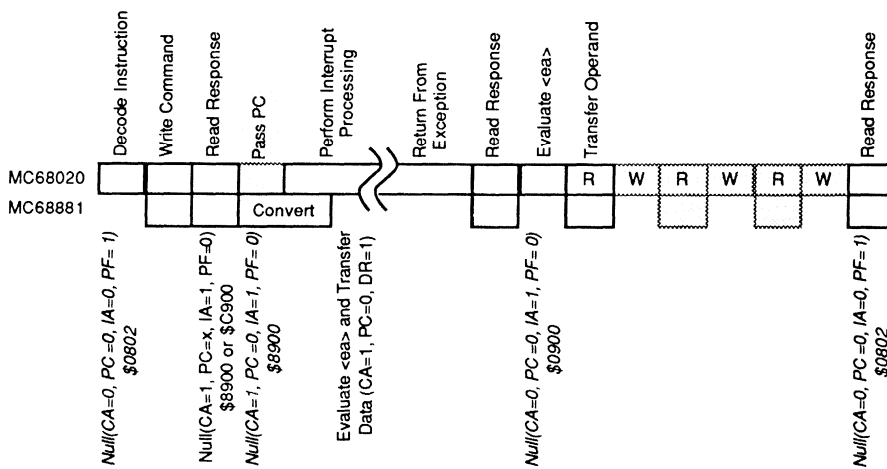 Decode Instruction
Write Command
Read Response
Pass PC
Perform Interrupt
Processing
Return From
Exception
Read Response
Evaluate <ea>
Transfer Operand
Read Response
MC68020
R
W
R
W
R
W
MC68881
Convert
Null(CA=0, PC=0, IA=0, PF=1)
$0802
Null(CA=1, PC=x, IA=1, PF=0)
$8900 or $C900
Null(CA=1, PC=0, IA=1, PF=0)
$8900
Evaluate <ea> and Transfer
Data (CA=1, PC=0, DR=1)
Null(CA=0, PC=0, IA=1, PF=0)
$0900
Null(CA=0, PC=0, IA=0, PF=1)
$0802